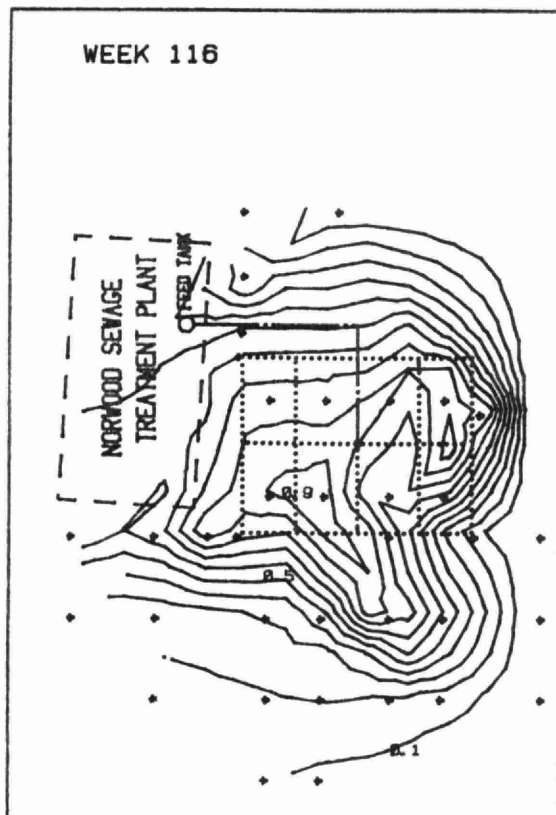 WEEK 116
FEED TANK
NORWOOD SEWAGE
TREATMENT PLANT
0.9
0.5
0.1